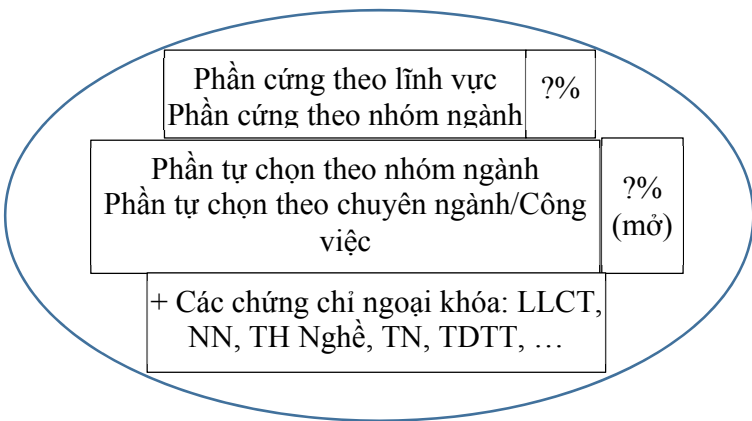 Phần cứng theo lĩnh vực
Phần cứng theo nhóm ngành
?%
Phần tự chọn theo nhóm ngành
Phần tự chọn theo chuyên ngành/Công
việc
?%
(mở)
+ Các chứng chỉ ngoại khóa: LLCT,
NN, TH Nghề, TN, TDTT, …